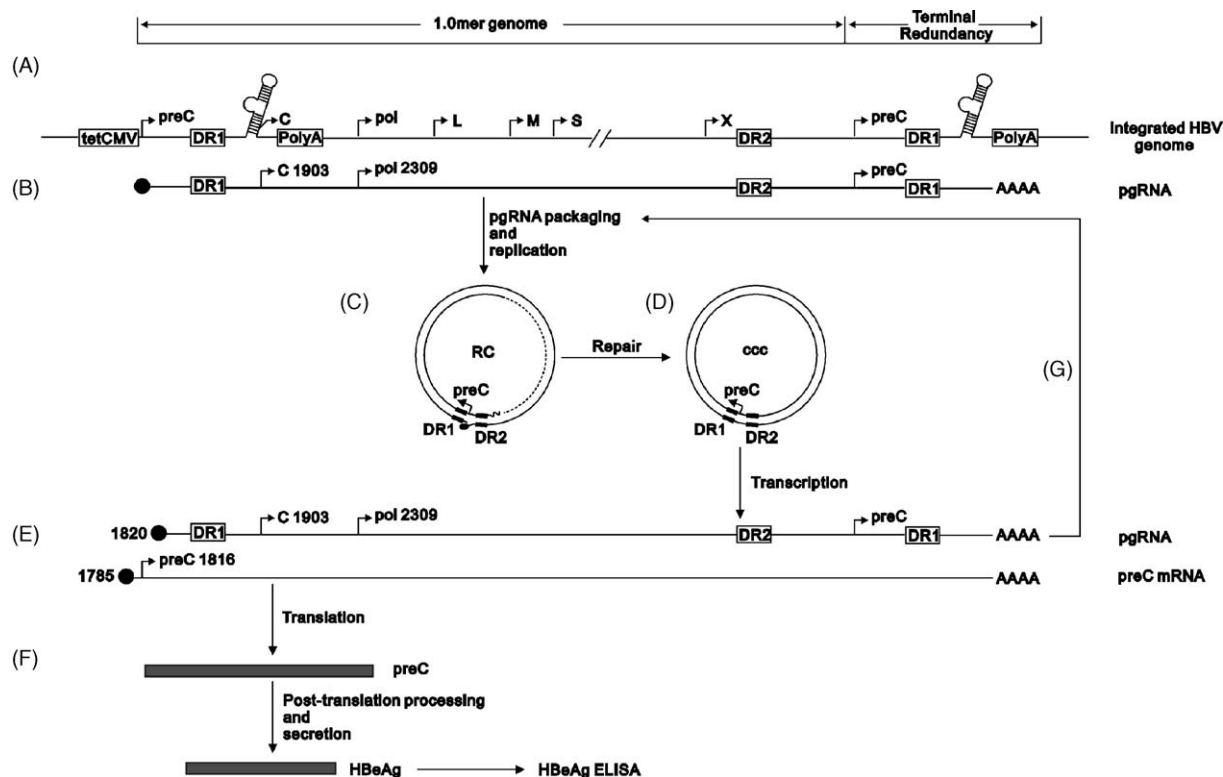 1.0mer genome
Terminal
Redundancy
(A)
preC
C
pol
L
M
S
X
preC
tetCMV
DR1
PolyA
DR2
DR1
PolyA
Integrated HBV
genome
(B)
DR1
C 1903
pol 2309
DR2
preC
DR1
AAAA
pgRNA
pgRNA packaging
and
replication
(C)
RC
preC
DR1
DR2
Repair
(D)
ccc
preC
DR1
DR2
(G)
Transcription
(E)
1820
DR1
C 1903
pol 2309
DR2
preC
DR1
AAAA
pgRNA
1785
preC 1816
AAAA
preC mRNA
Translation
(F)
preC
Post-translation processing
and
secretion
HBeAg
HBeAg ELISA